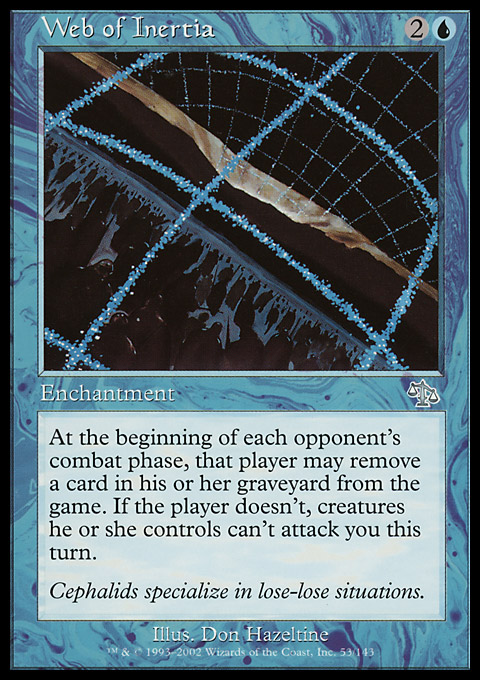 Web of Inertia 2
Enchantment
At the beginning of each opponent's
combat phase, that player may remove
a card in his or her graveyard from the
game. If the player doesn't, creatures
he or she controls can't attack you this
turn.
Cephalids specialize in lose-lose situations.
Illus. Don Hazeltine
™ & © 1993-2002 Wizards of the Coast, Inc. 53/143